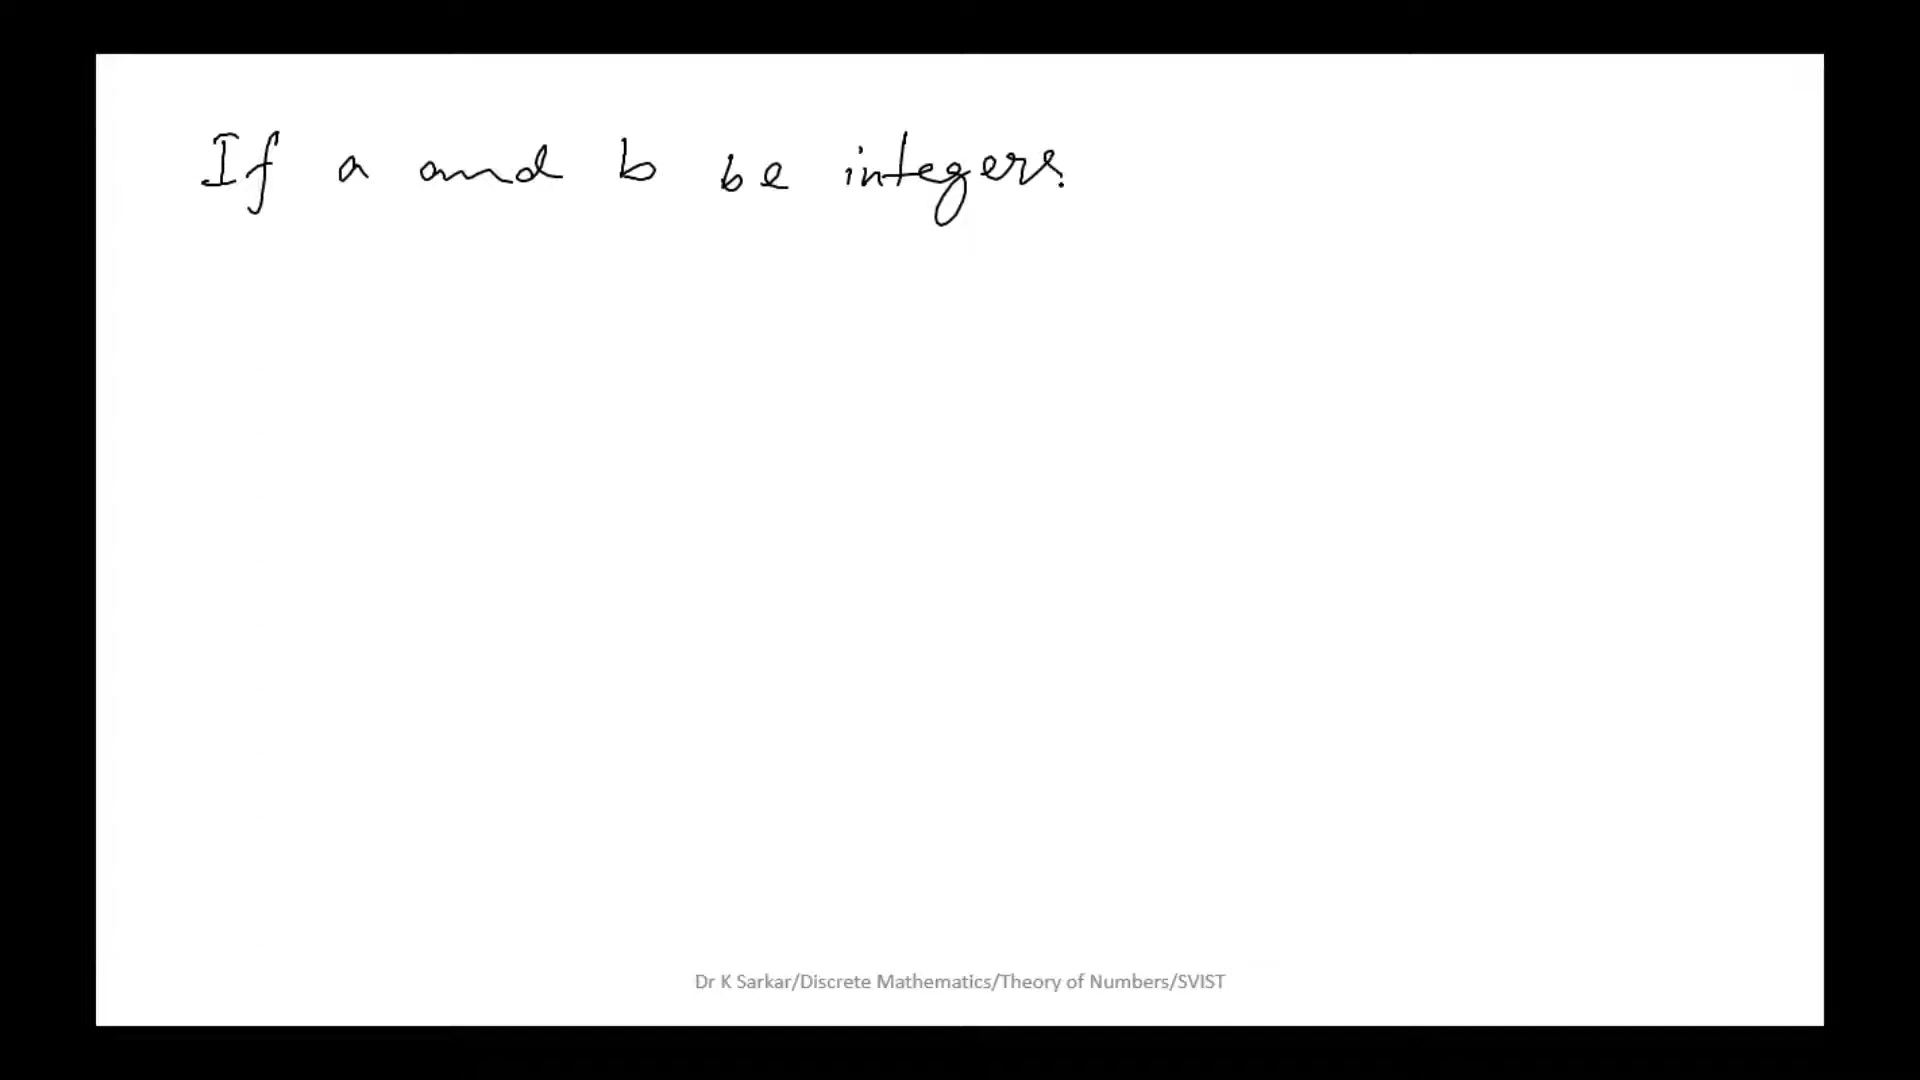 If a and b be integers.
Dr K Sarkar/Discrete Mathematics/Theory of Numbers/SVIST